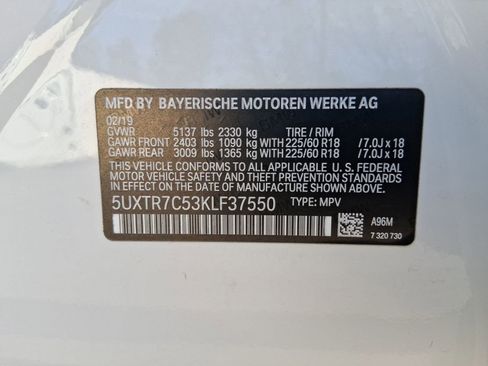 MFD BY BAYERISCHE MOTOREN WERKE AG
02/19
GVWR 5137 lbs 2330 kg TIRE / RIM
GAWR FRONT 2403 lbs 1090 kg WITH 225/60 R18 /7.0J x 18
GAWR REAR 3009 lbs 1365 kg WITH 225/60 R18 /7.0J x 18
THIS VEHICLE CONFORMS TO ALL APPLICABLE U.S. FEDERAL
MOTOR VEHICLE SAFETY STANDARDS IN EFFECT ON THE
DATE OF MANUFACTURE SHOWN ABOVE.
5UXTR7C53KLF37550 TYPE: MPV
A96M
7 320 730